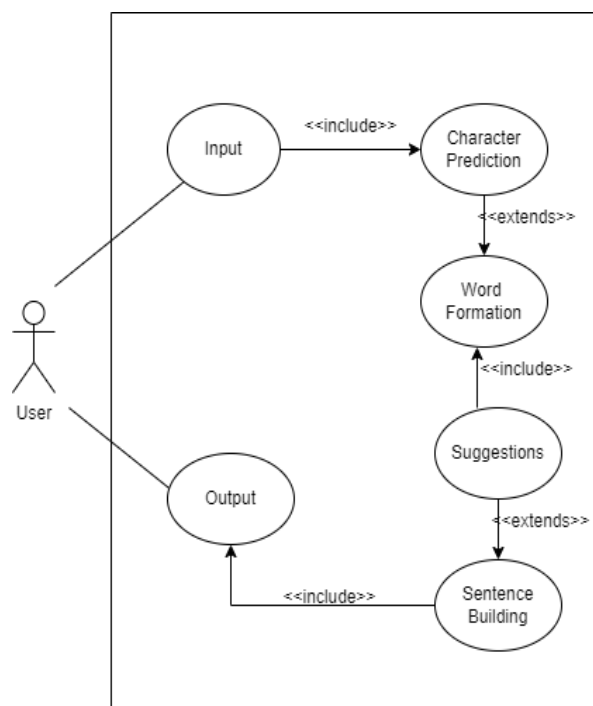 <<include>>
Input
Character
Prediction
<<extends>>
Word
Formation
<<include>>
User
Suggestions
Output
<<extends>>
<<include>>
Sentence
Building